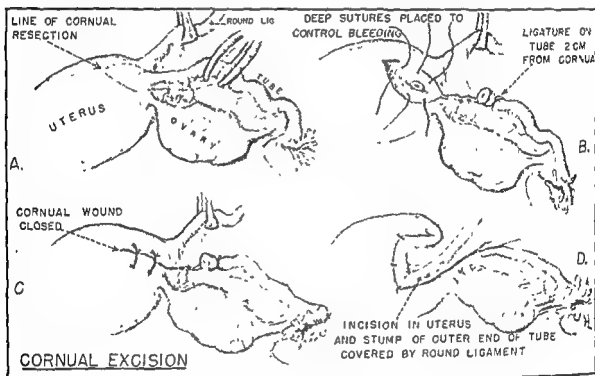 LINE OF CORNUAL
RESECTION
ROUND LIG
TUBE
UTERUS
OVARY
A.
DEEP SUTURES PLACED TO
CONTROL BLEEDING
LIGATURE ON
TUBE 2 CM
FROM CORNUA
B.
CORNUAL WOUND
CLOSED
C
D.
INCISION IN UTERUS
AND STUMP OF OUTER END OF TUBE
COVERED BY ROUND LIGAMENT
CORNUAL EXCISION